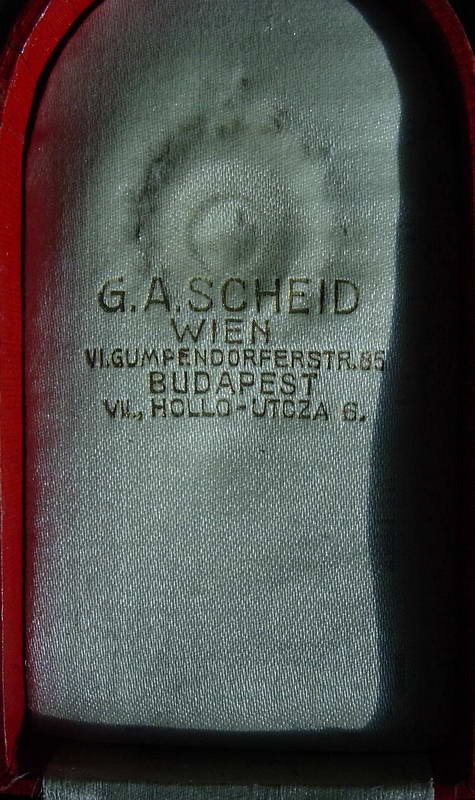 G.A.SCHEID
WIEN
VI.GUMPENDORFERSTR.85
BUDAPEST
VII., HOLLO-UTCZA 6.